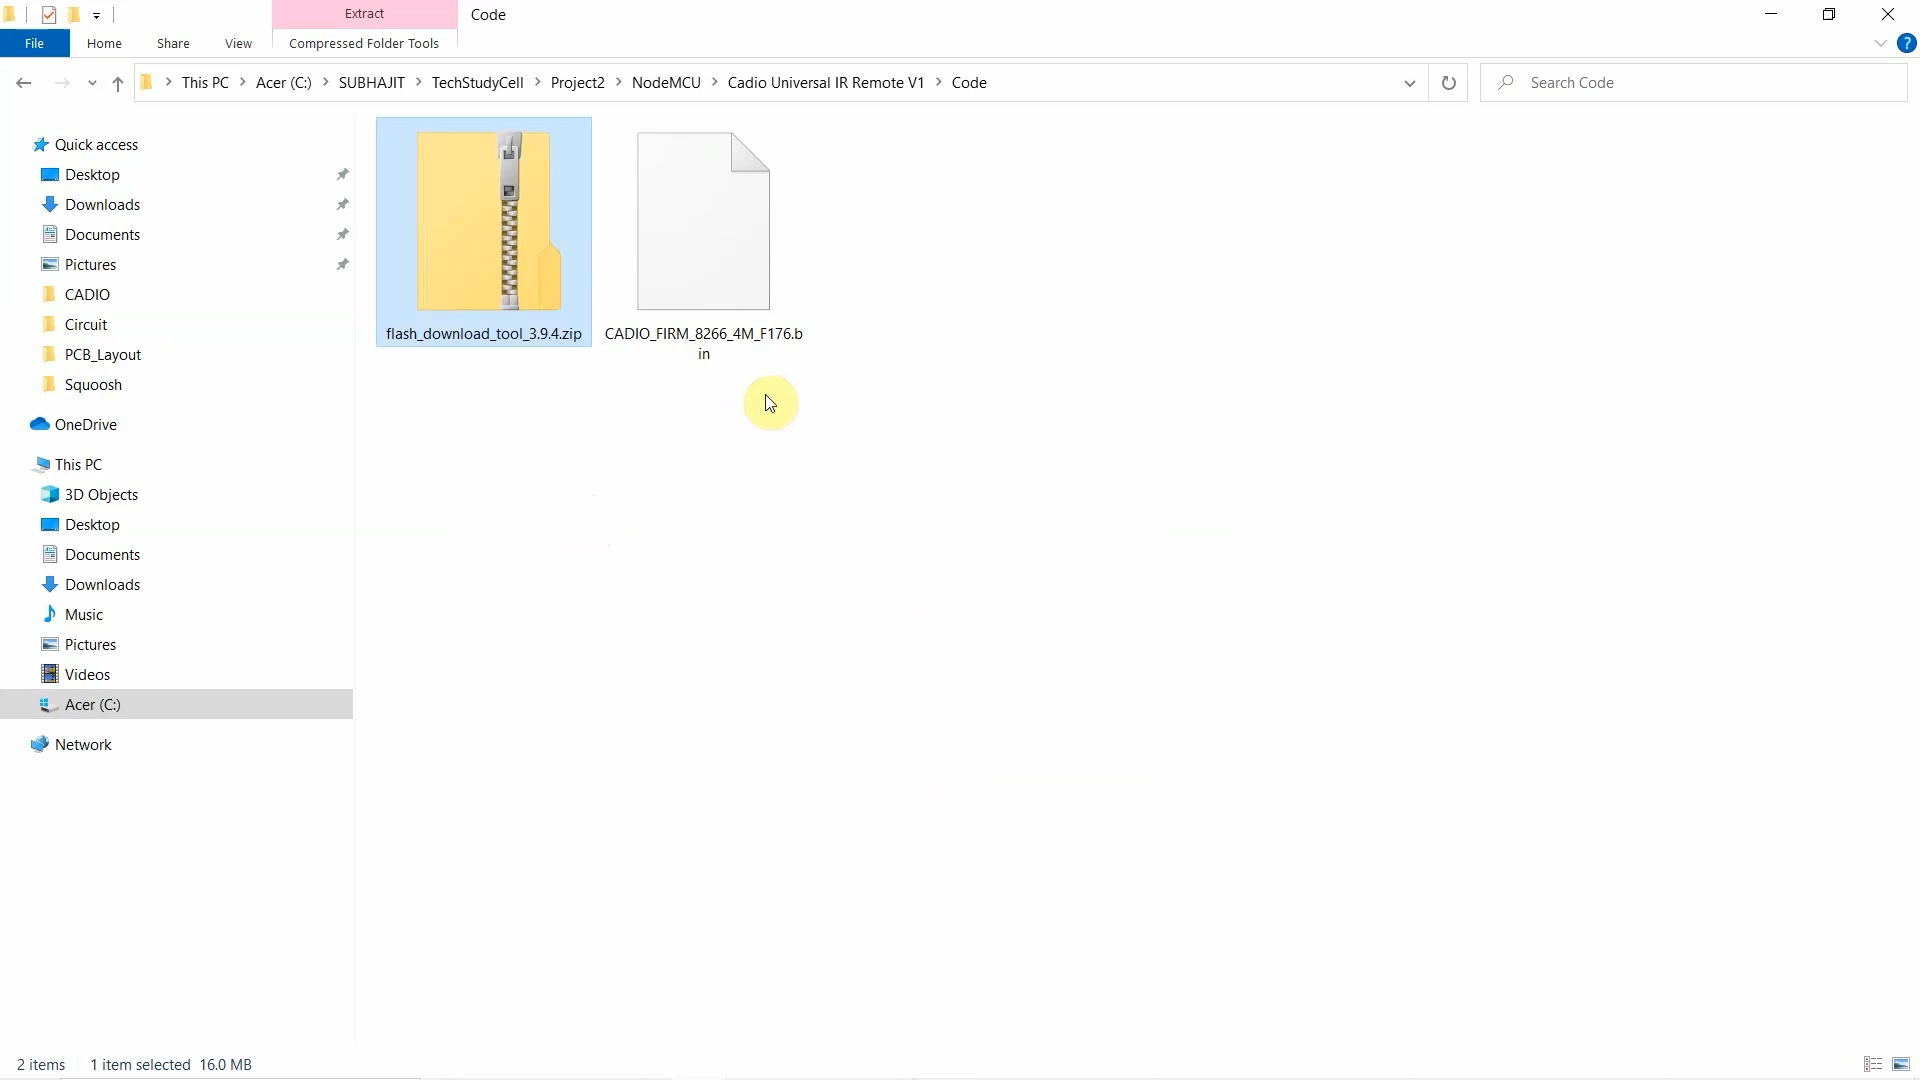 Extract
Code
File
Home
Share
View
Compressed Folder Tools
?
This PC
Acer (C:)
SUBHAJIT
TechStudyCell
Project2
NodeMCU
Cadio Universal IR Remote V1
Code
Search Code
Quick access
Desktop
Downloads
Documents
Pictures
CADIO
Circuit
PCB_Layout
Squoosh
OneDrive
This PC
3D Objects
Desktop
Documents
Downloads
Music
Pictures
Videos
Acer (C:)
Network
flash_download_tool_3.9.4.zip
CADIO_FIRM_8266_4M_F176.b
in
2 items
1 item selected 16.0 MB